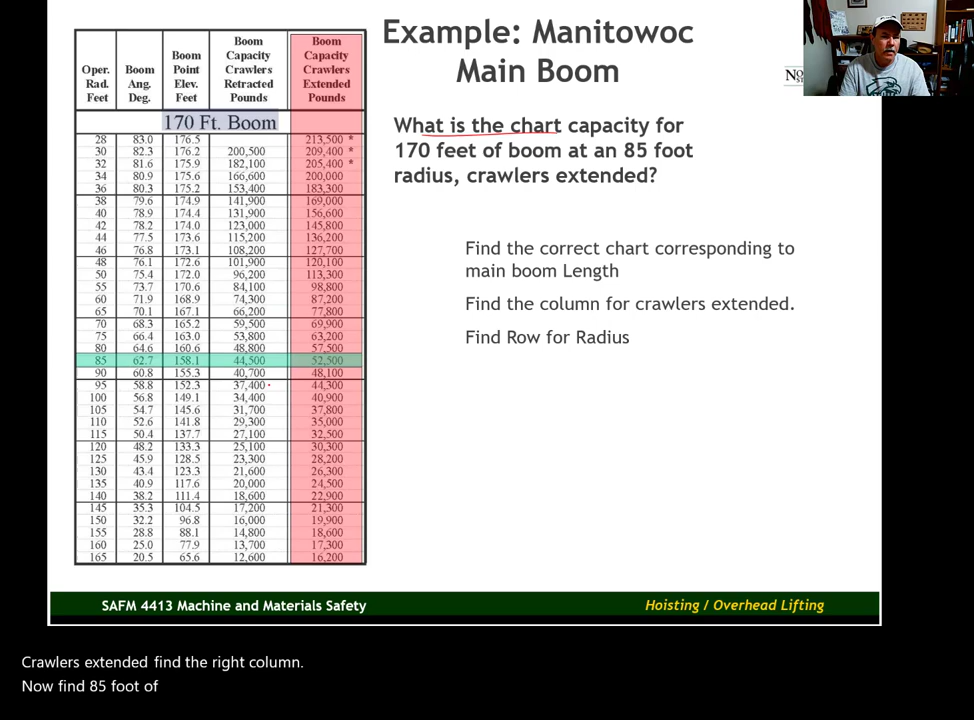 Example: Manitowoc
Main Boom
Oper. Rad. Feet | Boom Ang. Deg. | Boom Point Elev. Feet | Boom Capacity Crawlers Retracted Pounds | Boom Capacity Crawlers Extended Pounds
170 Ft. Boom
28 83.0 176.5 213,500 *
30 82.3 176.2 200,500 209,400 *
32 81.6 175.9 182,100 205,400 *
34 80.9 175.6 166,600 200,000
36 80.3 175.2 153,400 183,300
38 79.6 174.9 141,900 169,000
40 78.9 174.4 131,900 156,600
42 78.2 174.0 123,000 145,800
44 77.5 173.6 115,200 136,200
46 76.8 173.1 108,200 127,700
48 76.1 172.6 101,900 120,100
50 75.4 172.0 96,200 113,300
55 73.7 170.6 84,100 98,800
60 71.9 168.9 74,300 87,200
65 70.1 167.1 66,200 77,800
70 68.3 165.2 59,500 69,900
75 66.4 163.0 53,800 63,200
80 64.6 160.6 48,800 57,500
85 62.7 158.1 44,500 52,500
90 60.8 155.3 40,700 48,100
95 58.8 152.3 37,400 44,300
100 56.8 149.1 34,400 40,900
105 54.7 145.6 31,700 37,800
110 52.6 141.8 29,300 35,000
115 50.4 137.7 27,100 32,500
120 48.2 133.3 25,100 30,300
125 45.9 128.5 23,300 28,200
130 43.4 123.3 21,600 26,300
135 40.9 117.6 20,000 24,500
140 38.2 111.4 18,600 22,900
145 35.3 104.5 17,200 21,300
150 32.2 96.8 16,000 19,900
155 28.8 88.1 14,800 18,600
160 25.0 77.9 13,700 17,300
165 20.5 65.6 12,600 16,200
What is the chart capacity for
170 feet of boom at an 85 foot
radius, crawlers extended?
Find the correct chart corresponding to
main boom Length
Find the column for crawlers extended.
Find Row for Radius
SAFM 4413 Machine and Materials Safety
Hoisting / Overhead Lifting
Crawlers extended find the right column.
Now find 85 foot of